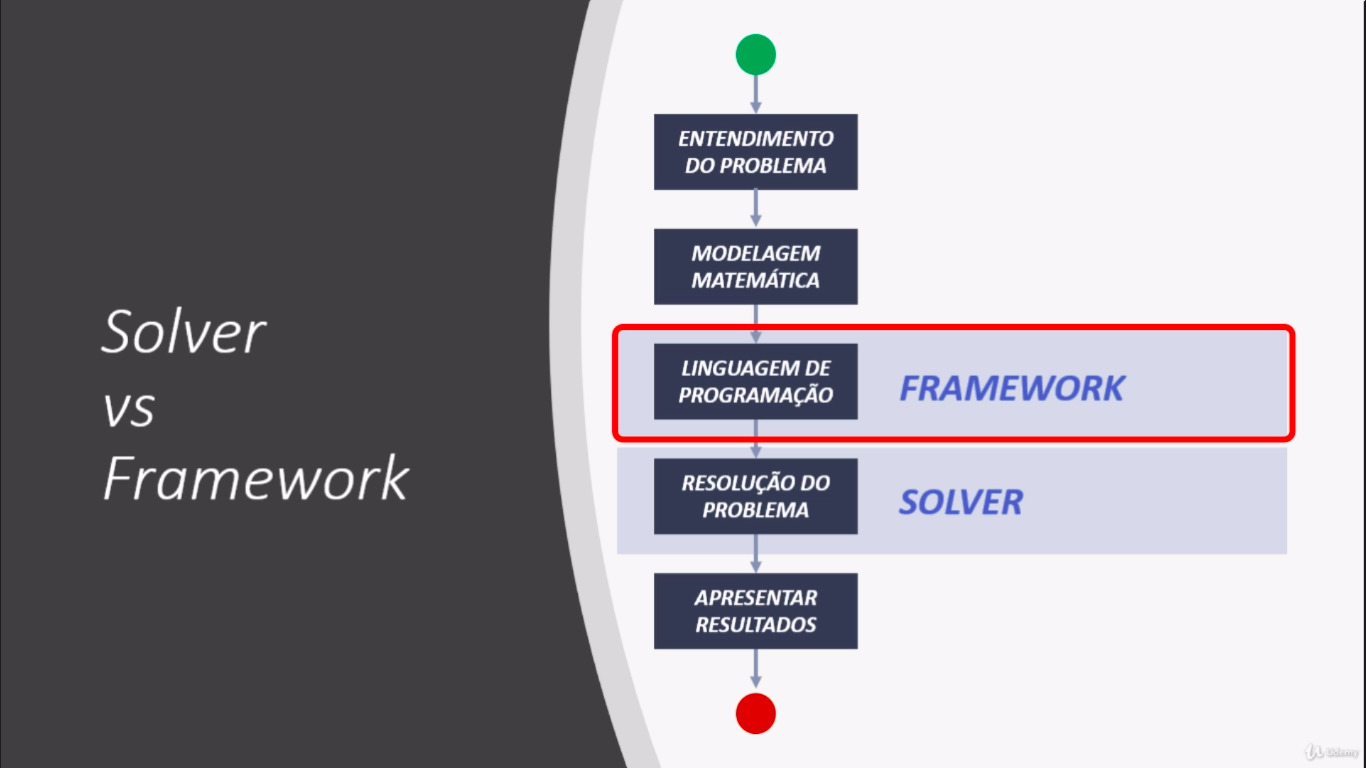 Solver
vs
Framework
ENTENDIMENTO
DO PROBLEMA
MODELAGEM
MATEMÁTICA
LINGUAGEM DE
PROGRAMAÇÃO
FRAMEWORK
RESOLUÇÃO DO
PROBLEMA
SOLVER
APRESENTAR
RESULTADOS
Udemy